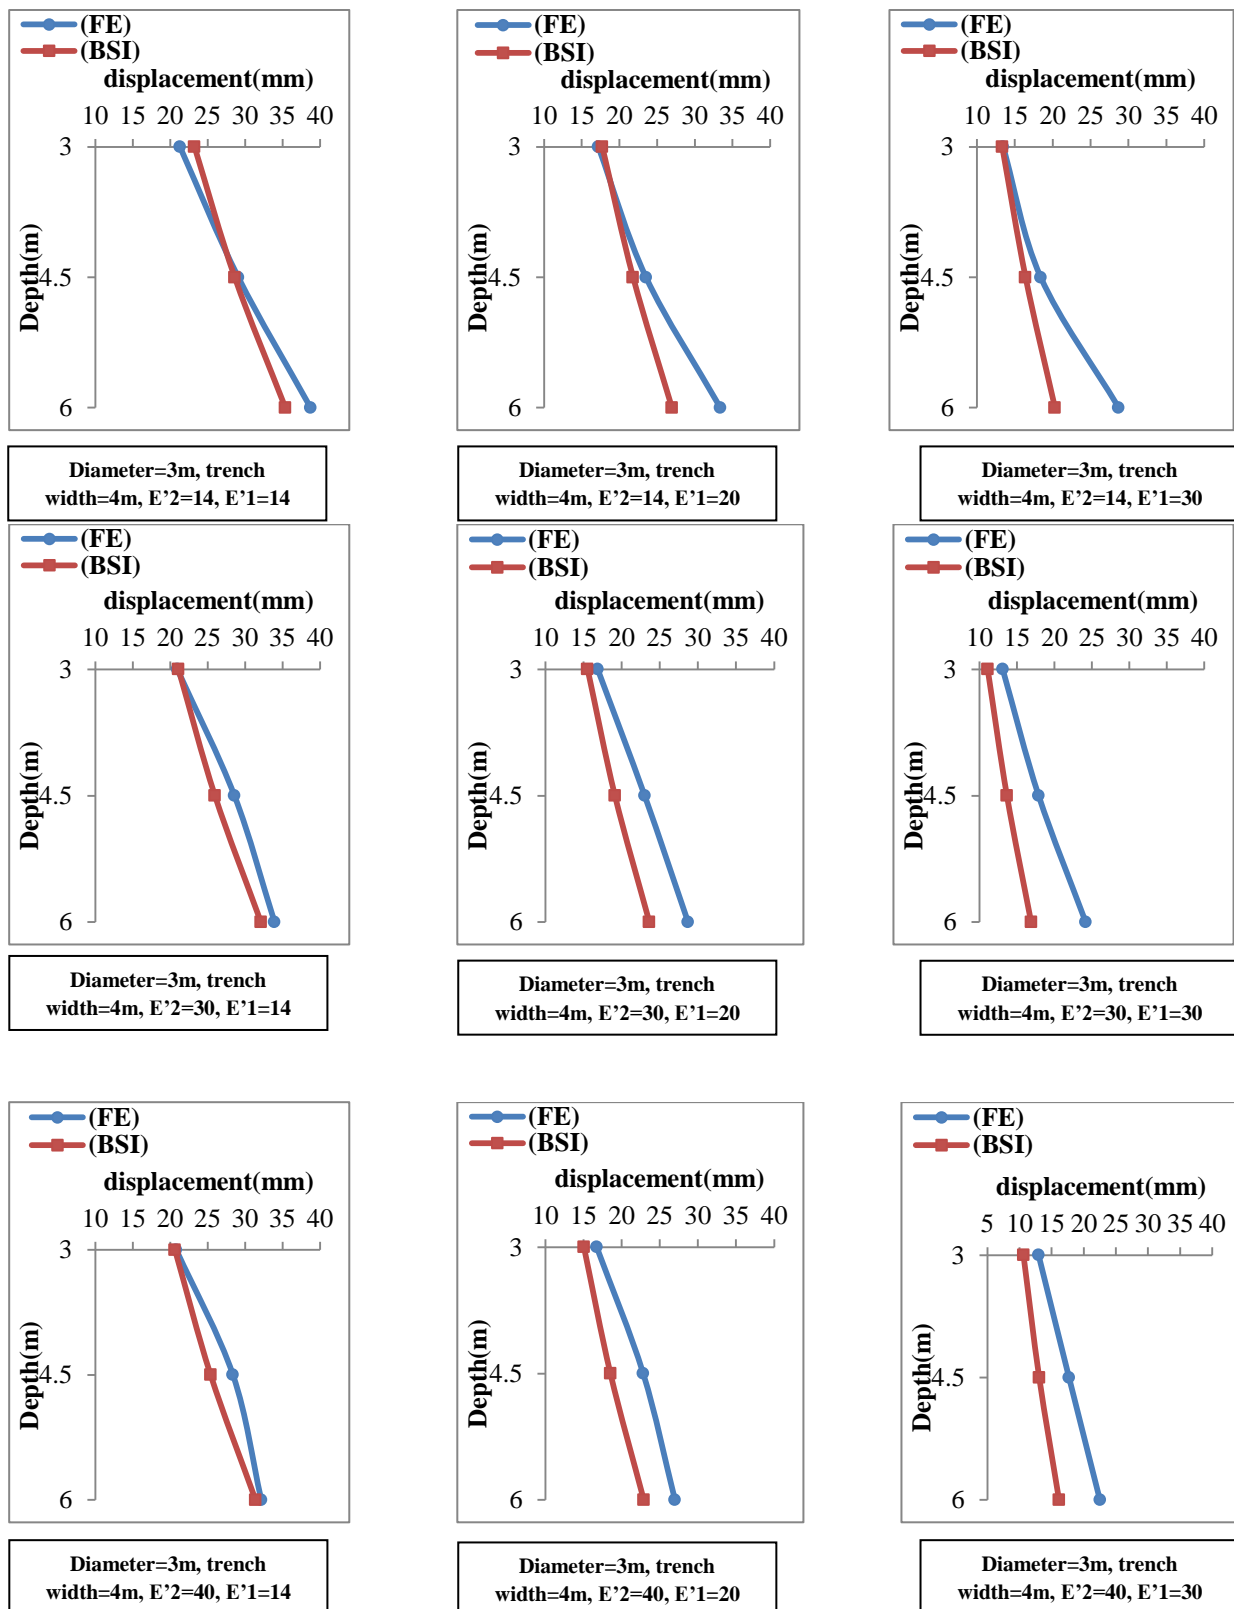 (FE)
(BSI)
displacement(mm)
10 15 20 25 30 35 40
3
4.5
6
Depth(m)
Diameter=3m, trench
width=4m, E’2=14, E’1=14
(FE)
(BSI)
displacement(mm)
10 15 20 25 30 35 40
3
4.5
6
Depth(m)
Diameter=3m, trench
width=4m, E’2=14, E’1=20
(FE)
(BSI)
displacement(mm)
10 15 20 25 30 35 40
3
4.5
6
Depth(m)
Diameter=3m, trench
width=4m, E’2=14, E’1=30
(FE)
(BSI)
displacement(mm)
10 15 20 25 30 35 40
3
4.5
6
Depth(m)
Diameter=3m, trench
width=4m, E’2=30, E’1=14
(FE)
(BSI)
displacement(mm)
10 15 20 25 30 35 40
3
4.5
6
Depth(m)
Diameter=3m, trench
width=4m, E’2=30, E’1=20
(FE)
(BSI)
displacement(mm)
10 15 20 25 30 35 40
3
4.5
6
Depth(m)
Diameter=3m, trench
width=4m, E’2=30, E’1=30
(FE)
(BSI)
displacement(mm)
10 15 20 25 30 35 40
3
4.5
6
Depth(m)
Diameter=3m, trench
width=4m, E’2=40, E’1=14
(FE)
(BSI)
displacement(mm)
10 15 20 25 30 35 40
3
4.5
6
Depth(m)
Diameter=3m, trench
width=4m, E’2=40, E’1=20
(FE)
(BSI)
displacement(mm)
5 10 15 20 25 30 35 40
3
4.5
6
Depth(m)
Diameter=3m, trench
width=4m, E’2=40, E’1=30